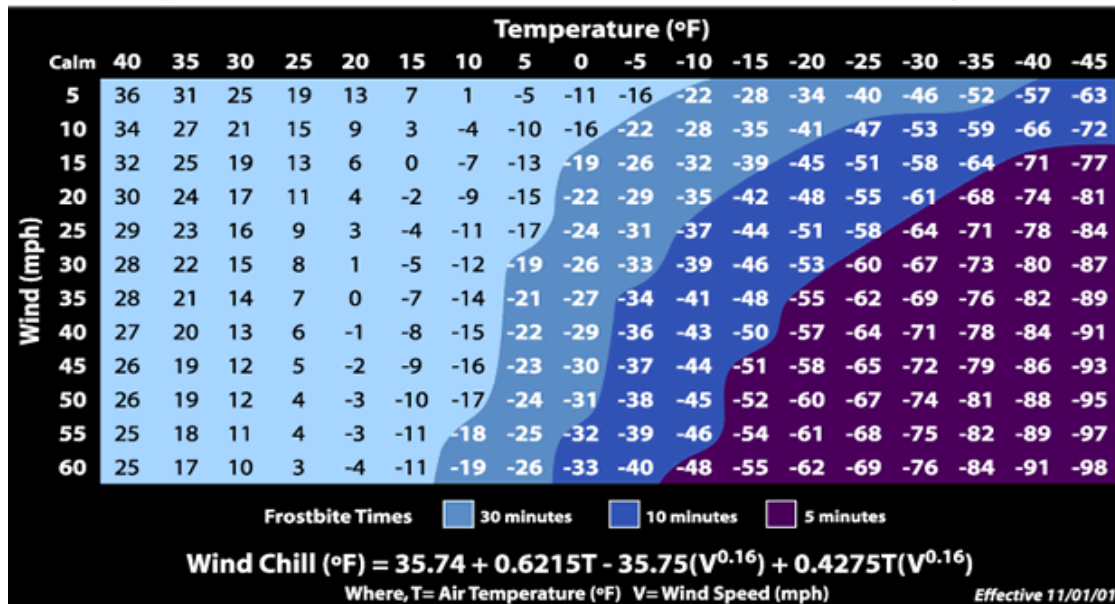 Temperature (ºF)
Calm 40 35 30 25 20 15 10 5 0 -5 -10 -15 -20 -25 -30 -35 -40 -45
5 36 31 25 19 13 7 1 -5 -11 -16 -22 -28 -34 -40 -46 -52 -57 -63
10 34 27 21 15 9 3 -4 -10 -16 -22 -28 -35 -41 -47 -53 -59 -66 -72
15 32 25 19 13 6 0 -7 -13 -19 -26 -32 -39 -45 -51 -58 -64 -71 -77
20 30 24 17 11 4 -2 -9 -15 -22 -29 -35 -42 -48 -55 -61 -68 -74 -81
25 29 23 16 9 3 -4 -11 -17 -24 -31 -37 -44 -51 -58 -64 -71 -78 -84
30 28 22 15 8 1 -5 -12 -19 -26 -33 -39 -46 -53 -60 -67 -73 -80 -87
35 28 21 14 7 0 -7 -14 -21 -27 -34 -41 -48 -55 -62 -69 -76 -82 -89
40 27 20 13 6 -1 -8 -15 -22 -29 -36 -43 -50 -57 -64 -71 -78 -84 -91
45 26 19 12 5 -2 -9 -16 -23 -30 -37 -44 -51 -58 -65 -72 -79 -86 -93
50 26 19 12 4 -3 -10 -17 -24 -31 -38 -45 -52 -60 -67 -74 -81 -88 -95
55 25 18 11 4 -3 -11 -18 -25 -32 -39 -46 -54 -61 -68 -75 -82 -89 -97
60 25 17 10 3 -4 -11 -19 -26 -33 -40 -48 -55 -62 -69 -76 -84 -91 -98
Wind (mph)
Frostbite Times 30 minutes 10 minutes 5 minutes
Wind Chill (ºF) = 35.74 + 0.6215T - 35.75(V^0.16) + 0.4275T(V^0.16)
Where, T= Air Temperature (ºF) V= Wind Speed (mph) Effective 11/01/01